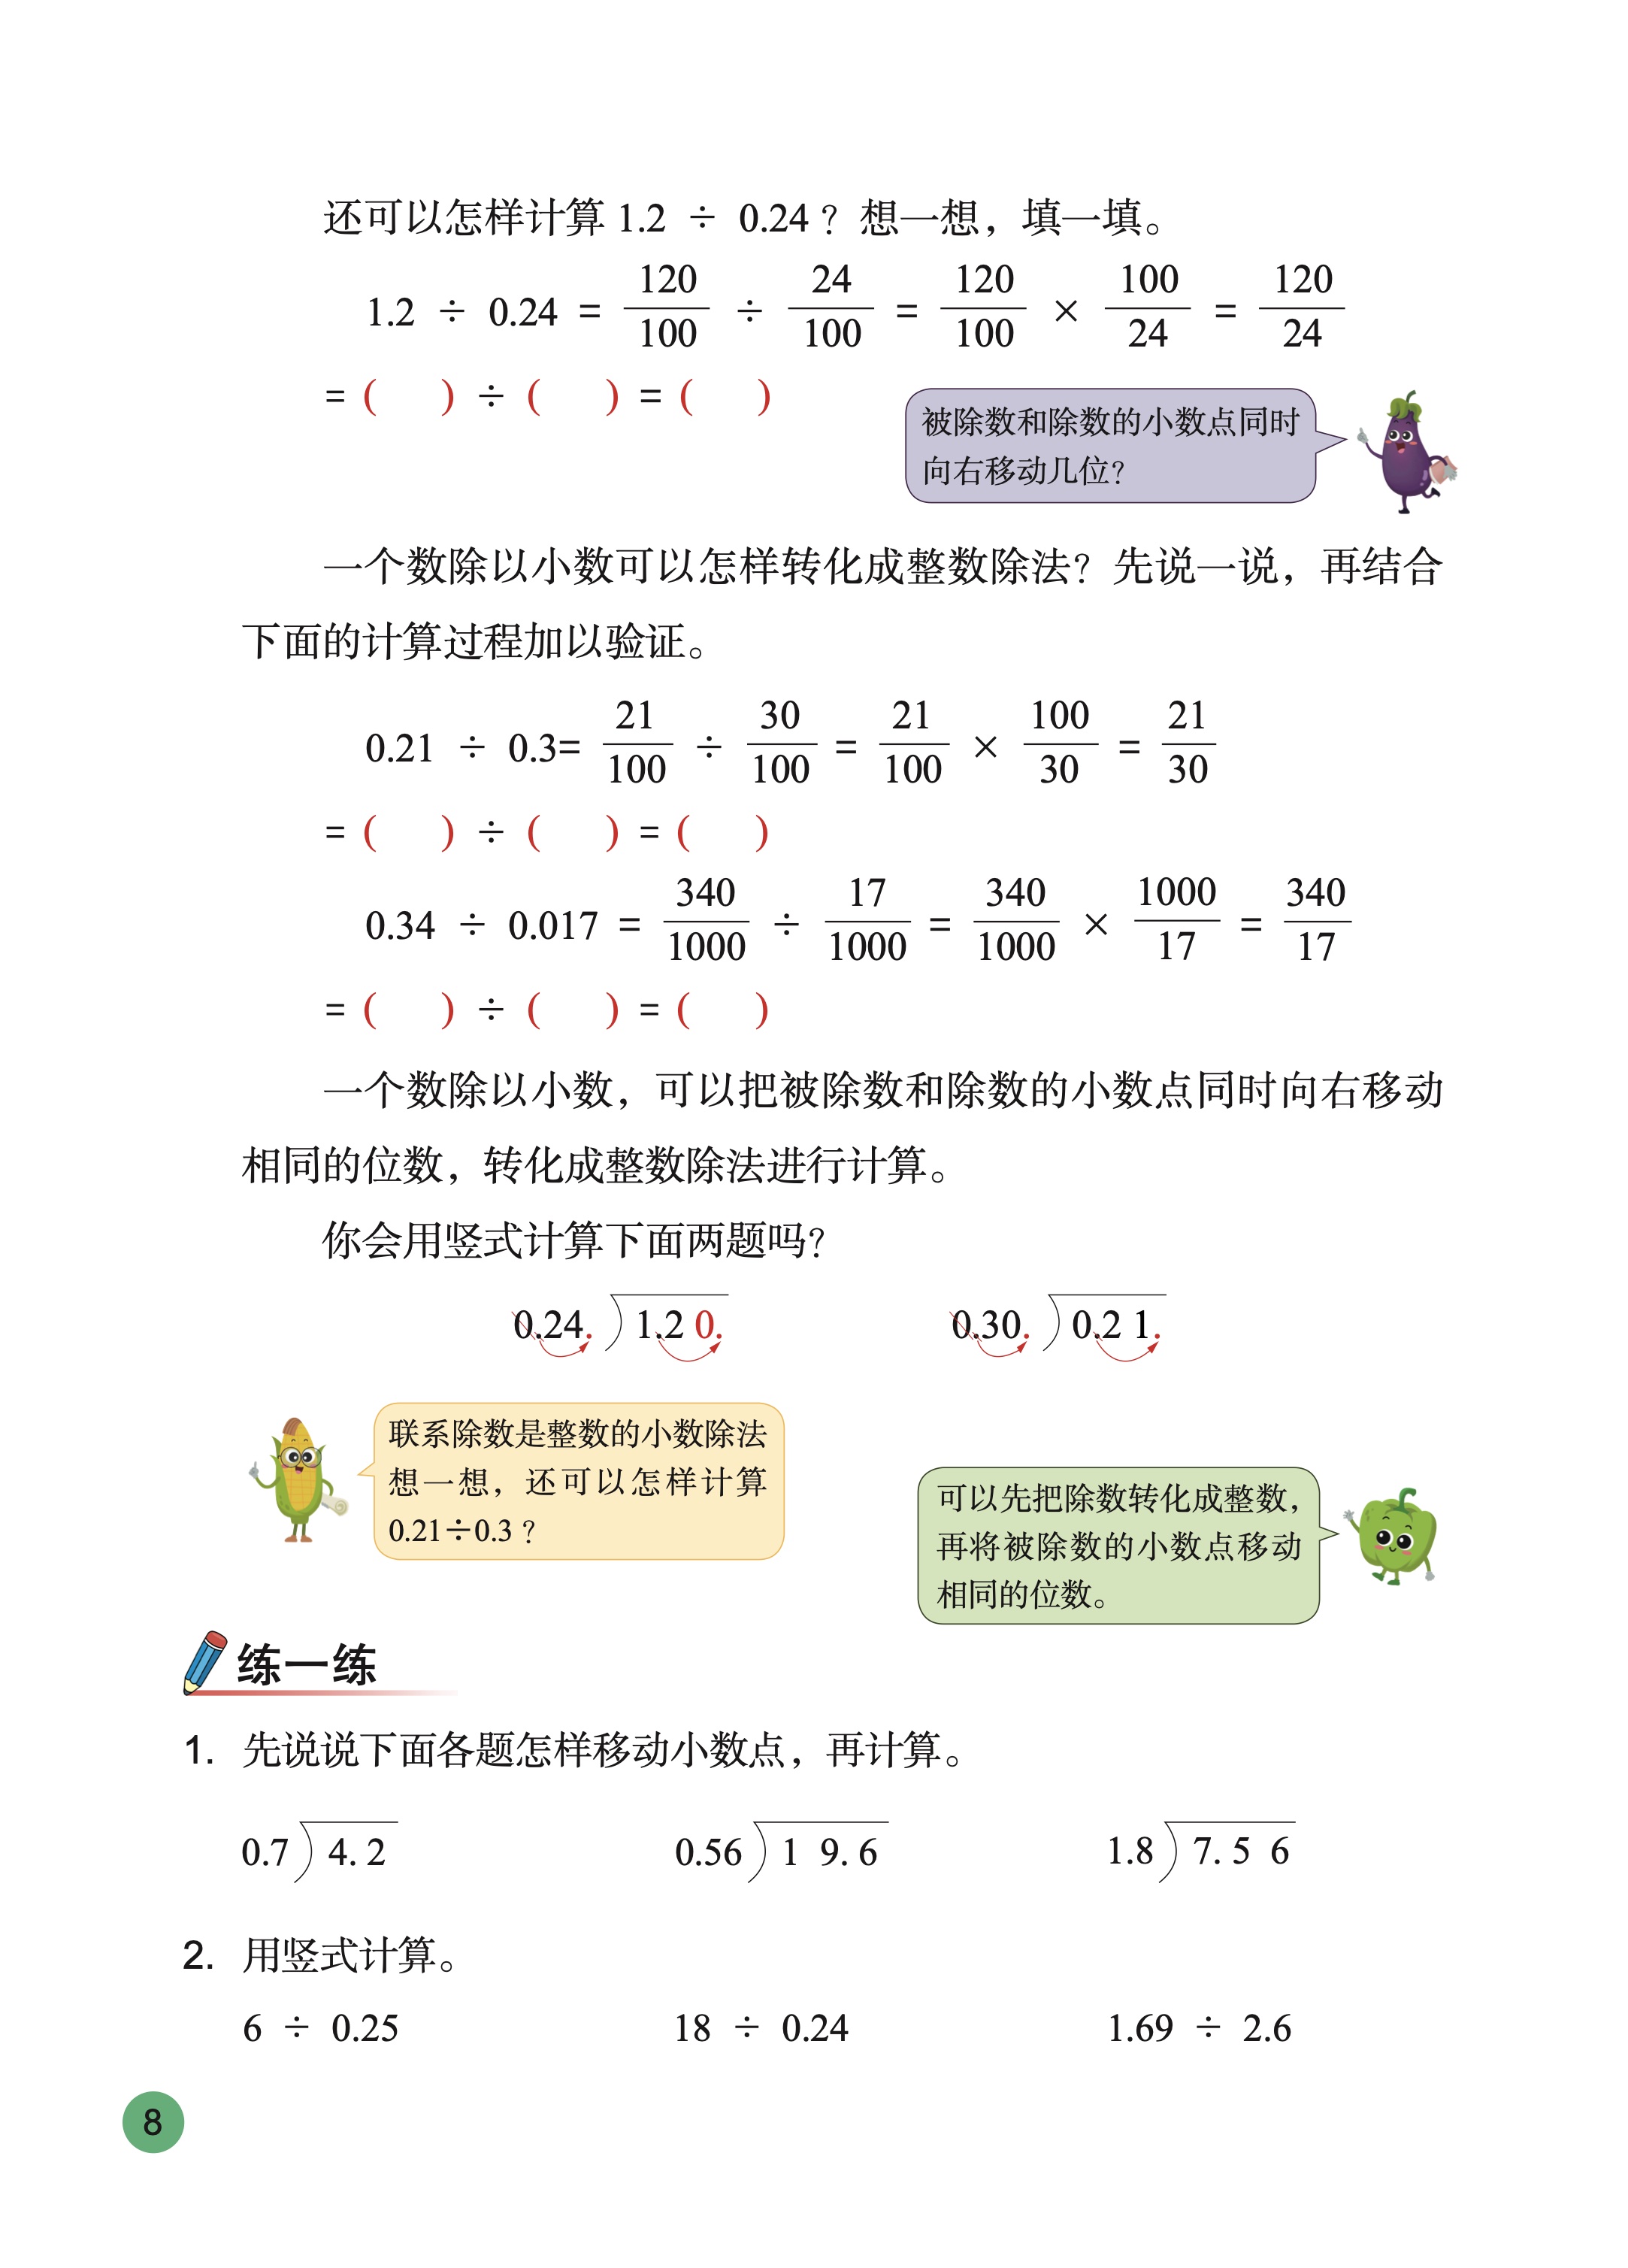 还可以怎样计算 1.2 ÷ 0.24？想一想，填一填。
1.2 ÷ 0.24 = 120/100 ÷ 24/100 = 120/100 × 100/24 = 120/24
=（　）÷（　）=（　）
被除数和除数的小数点同时
向右移动几位？
一个数除以小数可以怎样转化成整数除法？先说一说，再结合
下面的计算过程加以验证。
0.21 ÷ 0.3= 21/100 ÷ 30/100 = 21/100 × 100/30 = 21/30
=（　）÷（　）=（　）
0.34 ÷ 0.017 = 340/1000 ÷ 17/1000 = 340/1000 × 1000/17 = 340/17
=（　）÷（　）=（　）
一个数除以小数，可以把被除数和除数的小数点同时向右移动
相同的位数，转化成整数除法进行计算。
你会用竖式计算下面两题吗？
0.24. ) 1.2 0.　0.30. ) 0.2 1.
联系除数是整数的小数除法
想一想，还可以怎样计算
0.21÷0.3？
可以先把除数转化成整数，
再将被除数的小数点移动
相同的位数。
练一练
1. 先说说下面各题怎样移动小数点，再计算。
0.7 ) 4. 2　0.56 ) 1 9. 6　1.8 ) 7. 5 6
2. 用竖式计算。
6 ÷ 0.25　18 ÷ 0.24　1.69 ÷ 2.6
8